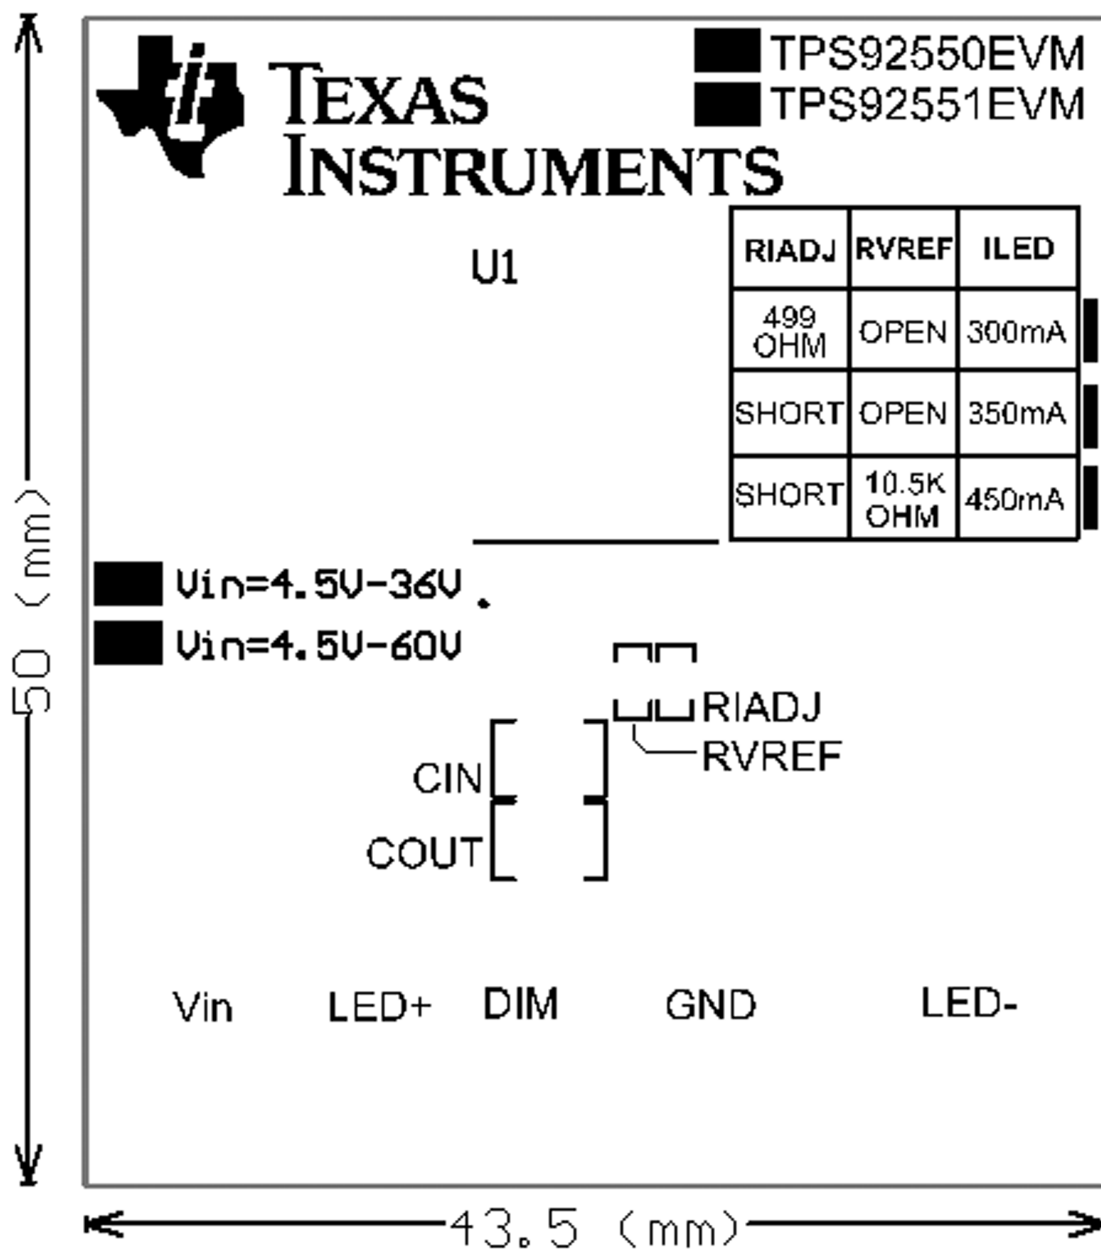 TPS92550EVM
TPS92551EVM
TEXAS
INSTRUMENTS
U1
RIADJ RVREF ILED
499 OHM OPEN 300mA
SHORT OPEN 350mA
SHORT 10.5K OHM 450mA
50 (mm)
Vin=4.5V-36V
Vin=4.5V-60V
RIADJ
RVREF
CIN
COUT
Vin LED+ DIM GND LED-
43.5 (mm)